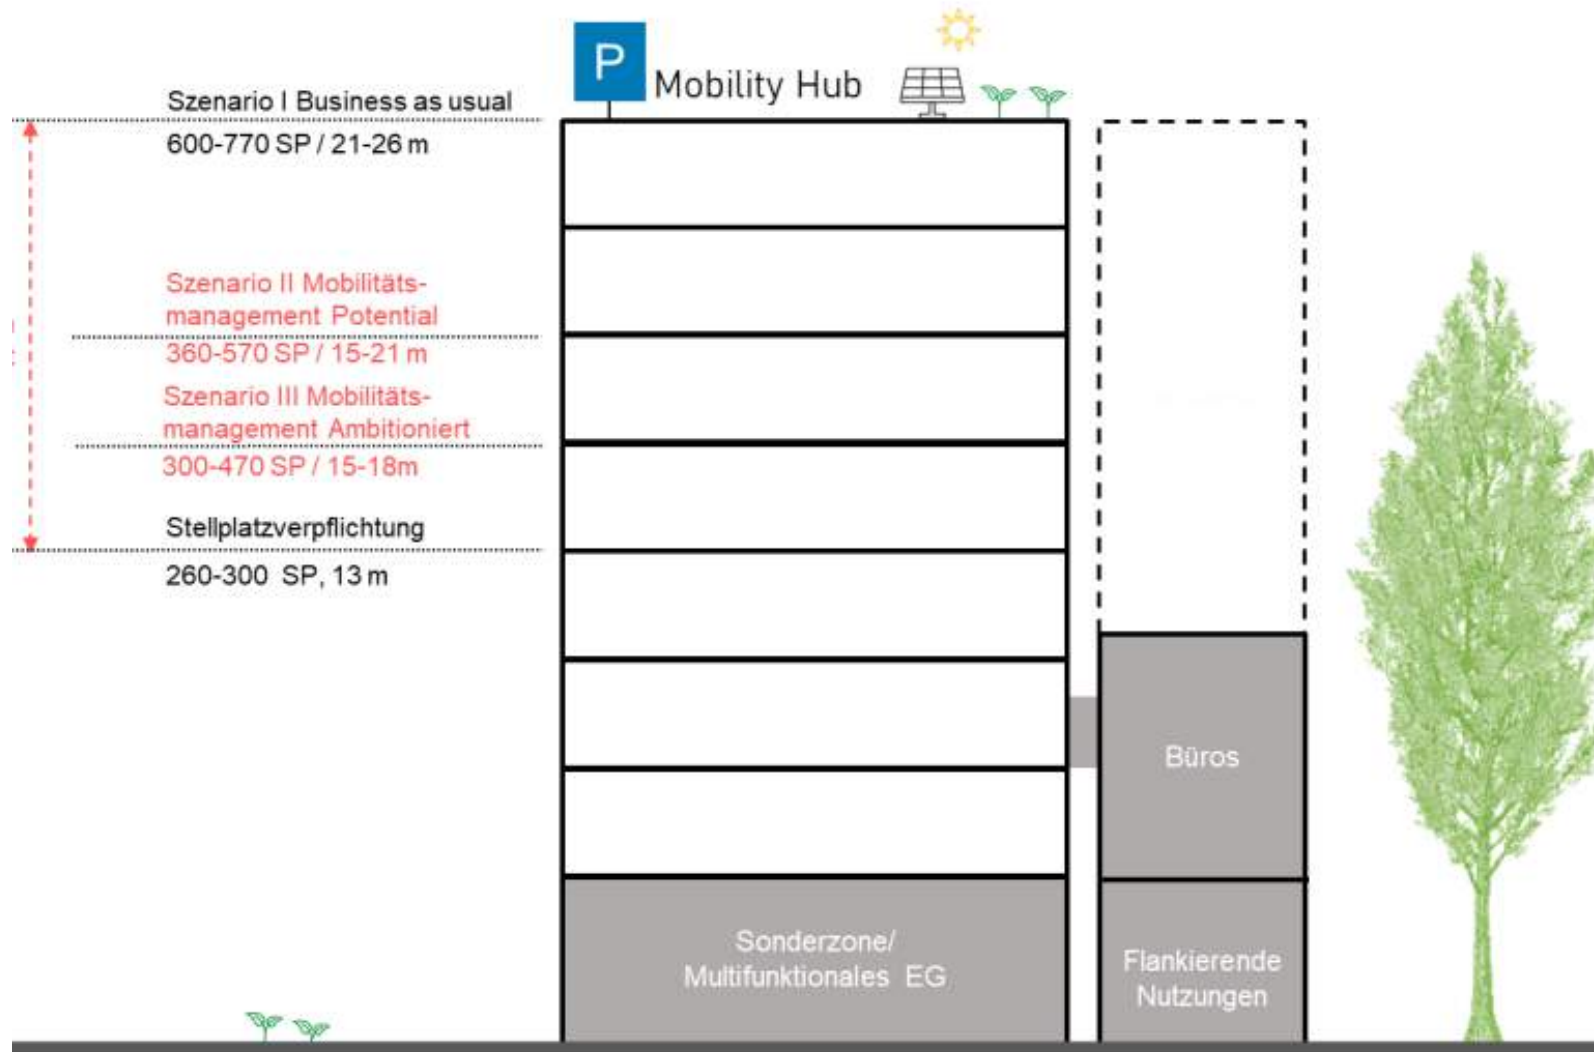 P
Mobility Hub
Szenario I Business as usual
600-770 SP / 21-26 m
Szenario II Mobilitäts-
management Potential
360-570 SP / 15-21 m
Szenario III Mobilitäts-
management Ambitioniert
300-470 SP / 15-18m
Stellplatzverpflichtung
260-300 SP, 13 m
Büros
Sonderzone/
Multifunktionales EG
Flankierende
Nutzungen